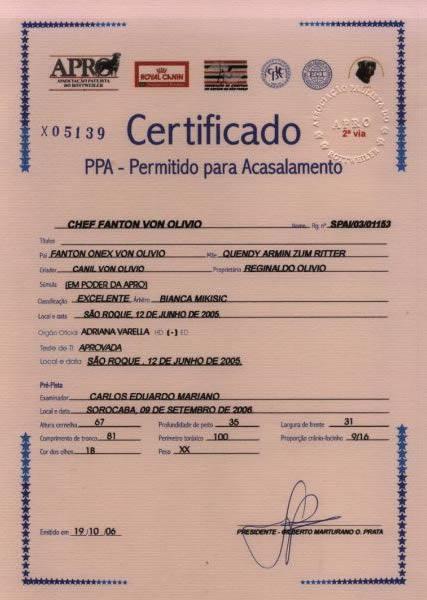 APRO
ASSOCIAÇÃO PAULISTA
DO ROTTWEILER
ROYAL CANIN
X 05139
Certificado
ASSOCIAÇÃO PAULISTA DO ROTTWEILER
APRO
2ª via
PPA - Permitido para Acasalamento
CHEF FANTON VON OLIVIO Nome Rg. nº SPAI/03/01153
Títulos
Pai FANTON ONEX VON OLIVIO Mãe QUENDY ARMIN ZUM RITTER
Criador CANIL VON OLIVIO Proprietário REGINALDO OLIVIO
Súmula (EM PODER DA APRO)
Classificação EXCELENTE Árbitro BIANCA MIKISIC
Local e data SÃO ROQUE, 12 DE JUNHO DE 2005.
Órgão Oficial ADRIANA VARELLA HD (-) ED
Teste de TI APROVADA
Local e data SÃO ROQUE , 12 DE JUNHO DE 2005.
Pré-Pista
Examinador CARLOS EDUARDO MARIANO
Local e data SOROCABA, 09 DE SETEMBRO DE 2006.
Altura cernelha 67 Profundidade de peito 35 Largura de frente 31
Comprimento de tronco 81 Perímetro torácico 100 Proporção crânio-focinho 9/16
Cor dos olhos 1B Peso XX
Emitido em 19 / 10 / 06
PRESIDENTE - GILBERTO MARTURANO O. PRATA